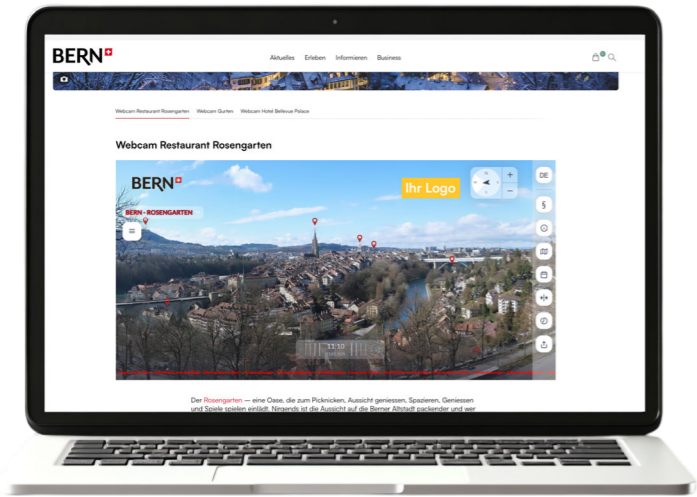 BERN
Aktuelles Erleben Informieren Business
Webcam Restaurant Rosengarten Webcam Gurten Webcam Hotel Bellevue Palace
Webcam Restaurant Rosengarten
BERN
Ihr Logo
DE
BERN - ROSENGARTEN
§
11:10
Der Rosengarten — eine Oase, die zum Picknicken, Aussicht geniessen, Spazieren, Geniessen
und Spiele spielen einlädt. Nirgends ist die Aussicht auf die Berner Altstadt packender und wer